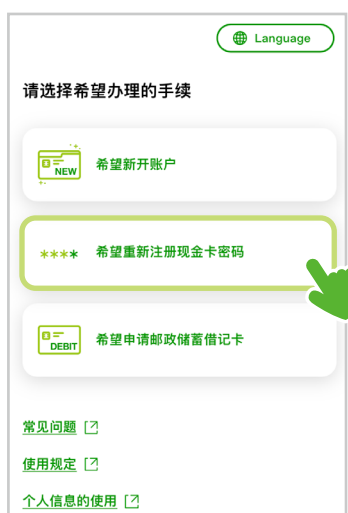 Language
请选择希望办理的手续
NEW
希望新开账户
**** 希望重新注册现金卡密码
DEBIT
希望申请邮政储蓄借记卡
常见问题
使用规定
个人信息的使用